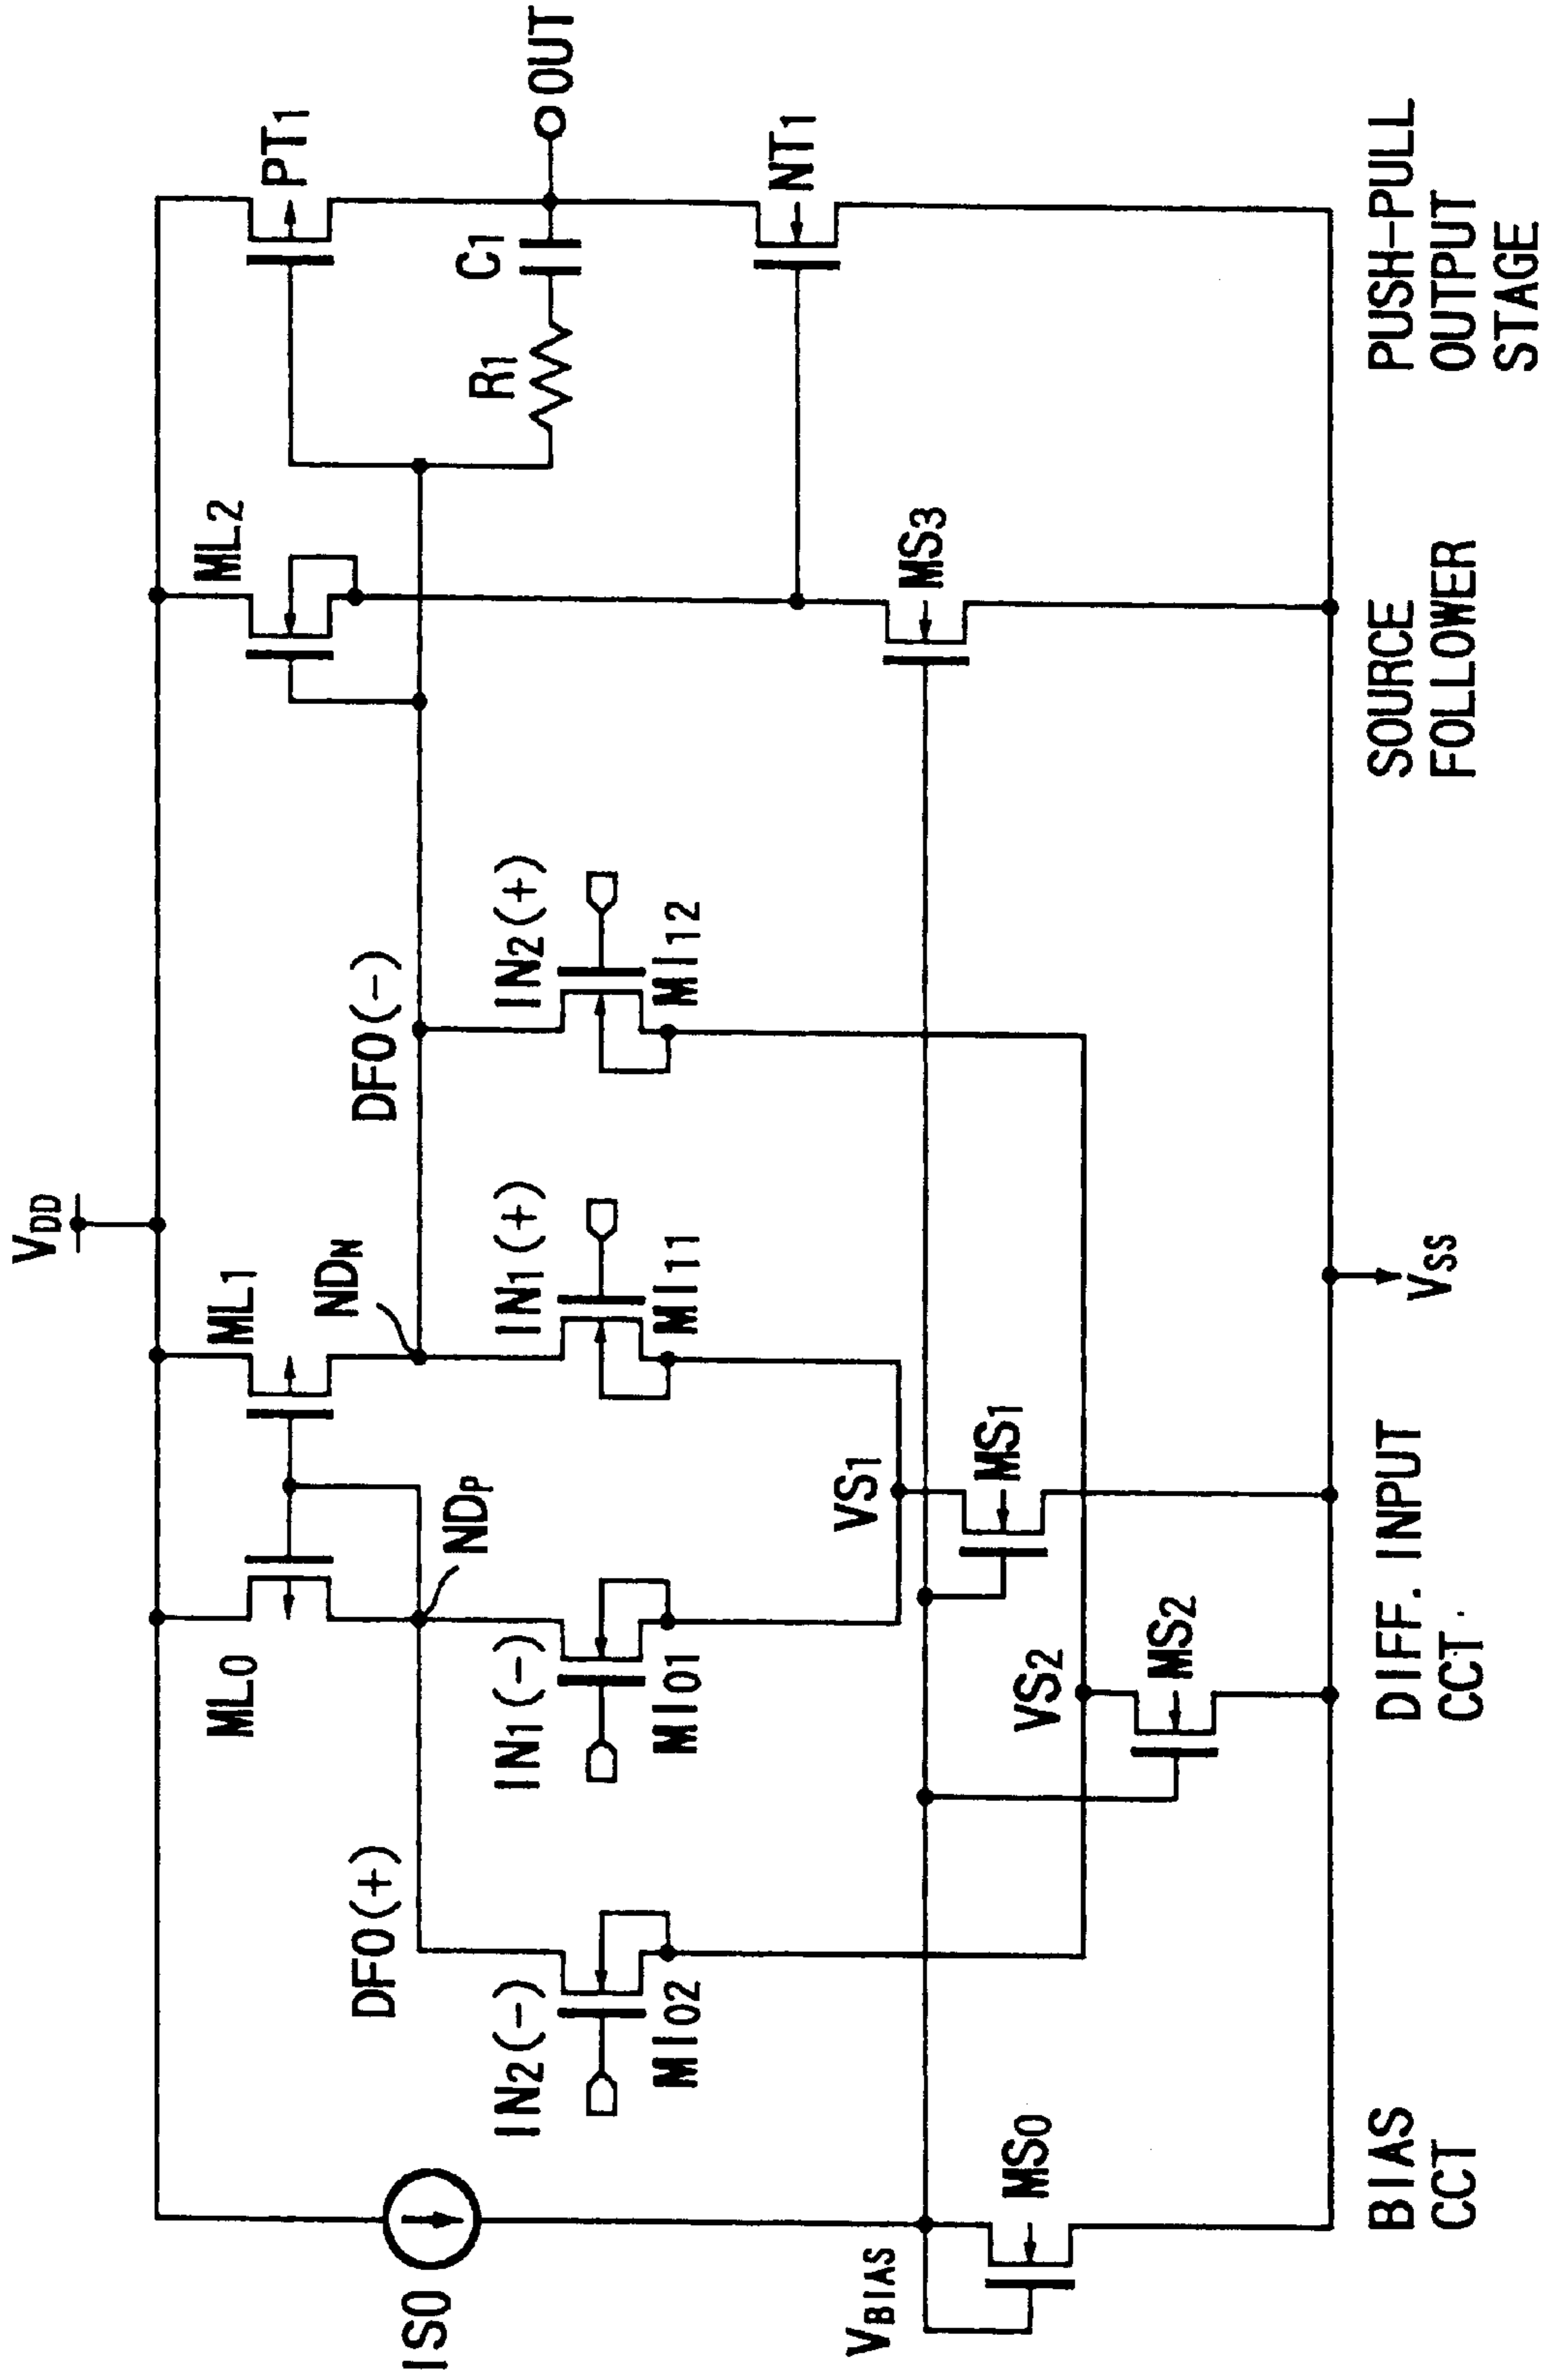 VDD
ML0
ML1
ML2
PT1
NDP
NDN
DFO(+)
DFO(-)
IS0
IN2(-)
MI02
IN1(-)
MI01
IN1(+)
MI11
IN2(+)
MI12
R1
C1
OUT
NT1
VBIAS
VS1
MS0
VS2
MS2
MS1
MS3
VSS
BIAS
CCT
DIFF. INPUT
CCT.
SOURCE
FOLLOWER
PUSH-PULL
OUTPUT
STAGE